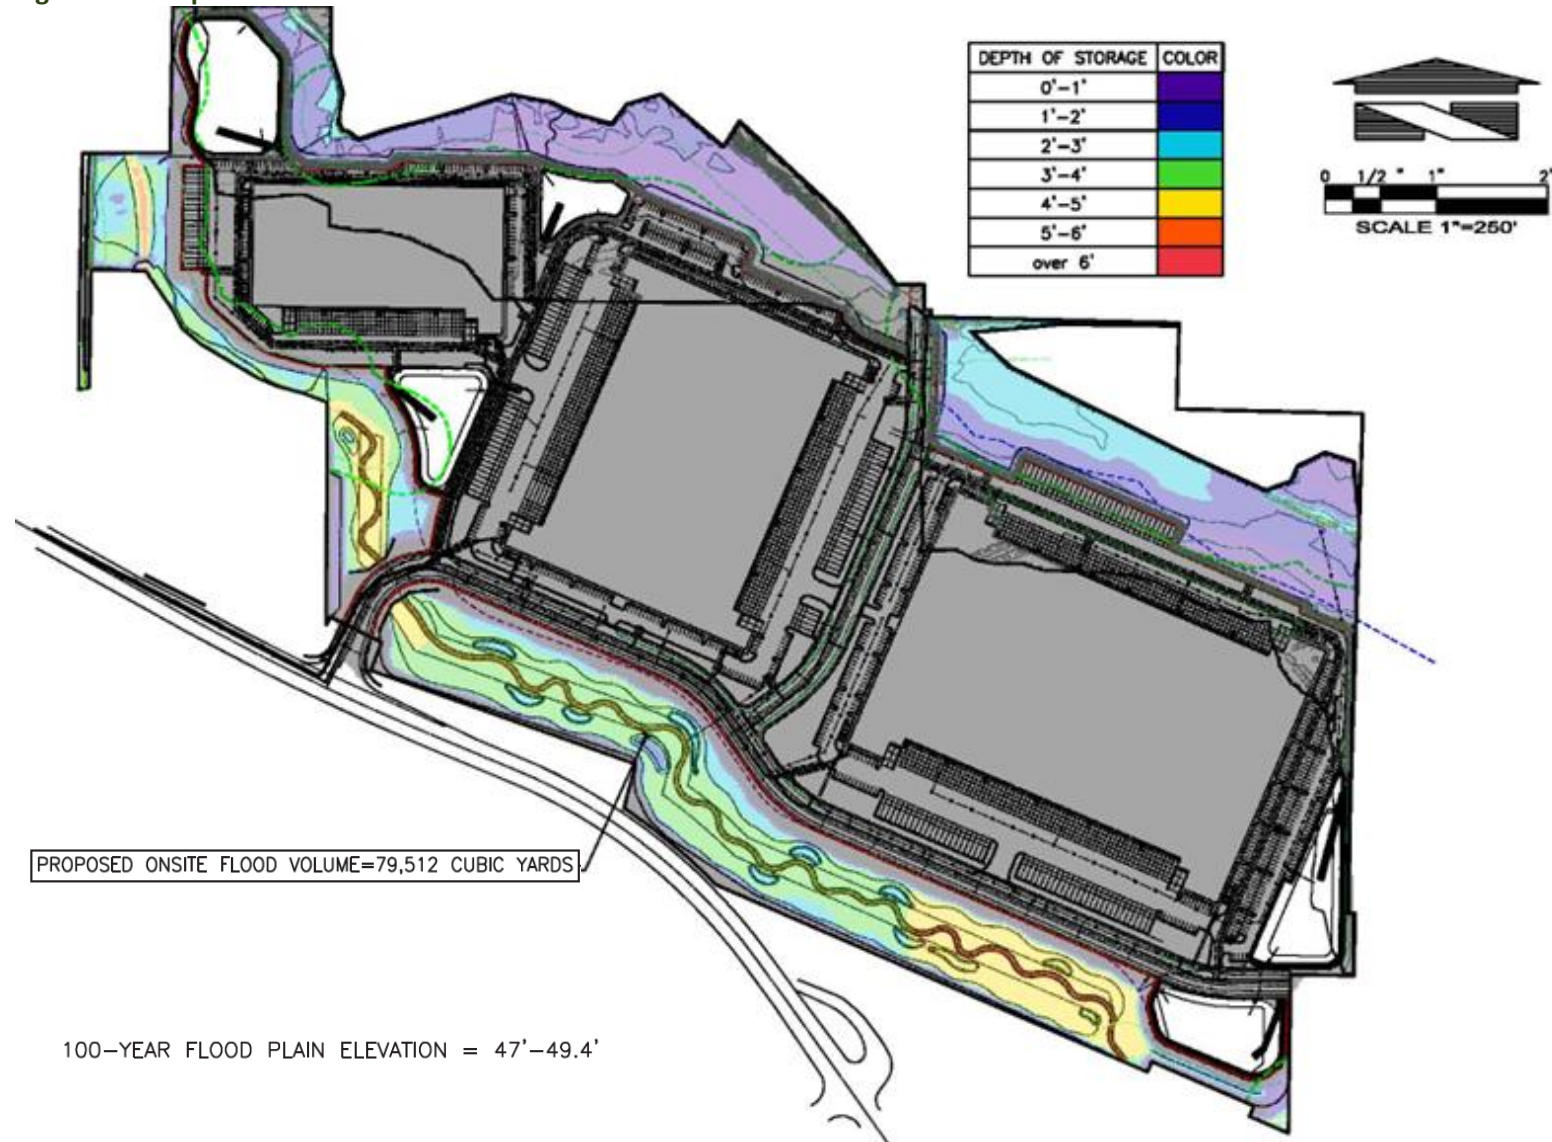 DEPTH OF STORAGE COLOR
0'-1'
1'-2'
2'-3'
3'-4'
4'-5'
5'-6'
over 6'
0 1/2 " 1" 2"
SCALE 1"=250'
PROPOSED ONSITE FLOOD VOLUME=79,512 CUBIC YARDS
100-YEAR FLOOD PLAIN ELEVATION = 47'-49.4'